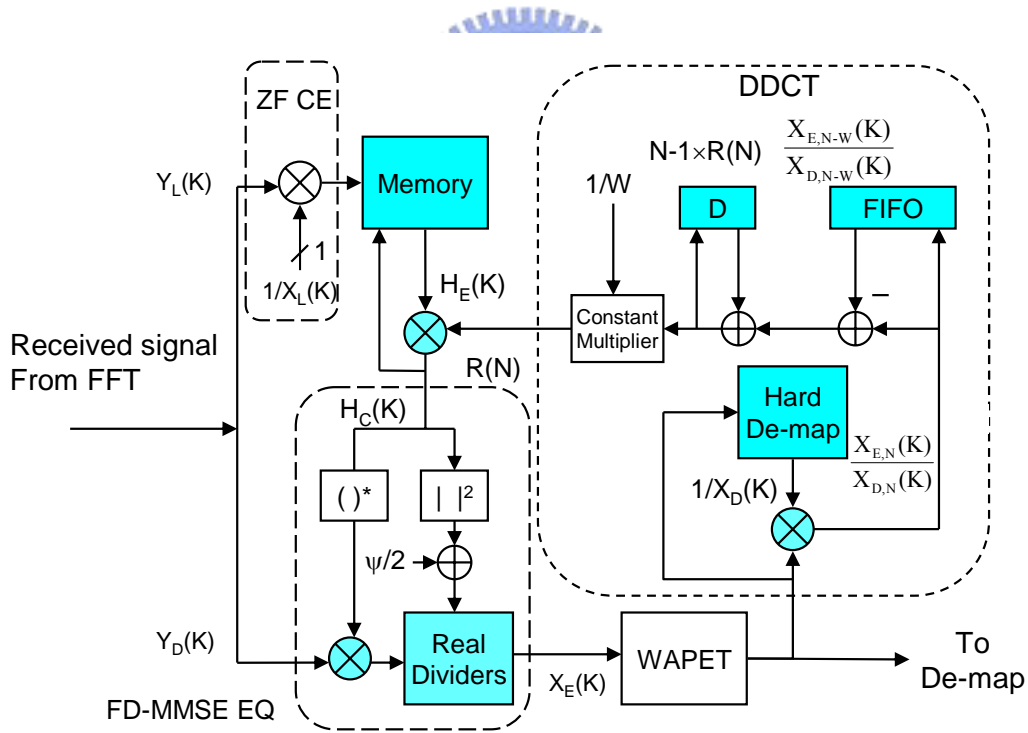 ZF CE
DDCT
Y_L(K)
Memory
1/W
N-1×R(N)
X_{E,N-W}(K)
X_{D,N-W}(K)
D
FIFO
1
1/X_L(K)
H_E(K)
–
Constant
Multiplier
Received signal
From FFT
R(N)
H_C(K)
Hard
De-map
X_{E,N}(K)
X_{D,N}(K)
( )*
| |²
1/X_D(K)
ψ/2
Y_D(K)
Real
Dividers
WAPET
To
De-map
X_E(K)
FD-MMSE EQ